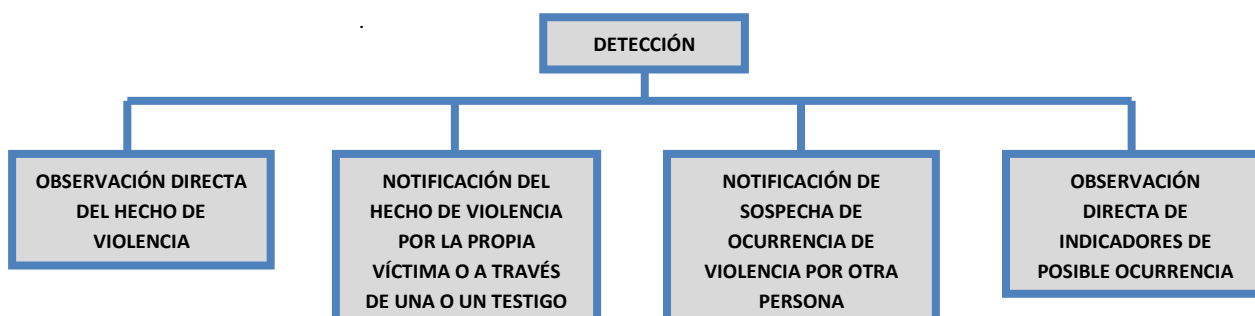 DETECCIÓN
OBSERVACIÓN DIRECTA
DEL HECHO DE
VIOLENCIA
NOTIFICACIÓN DEL
HECHO DE VIOLENCIA
POR LA PROPIA
VÍCTIMA O A TRAVÉS
DE UNA O UN TESTIGO
NOTIFICACIÓN DE
SOSPECHA DE
OCURRENCIA DE
VIOLENCIA POR OTRA
PERSONA
OBSERVACIÓN
DIRECTA DE
INDICADORES DE
POSIBLE OCURRENCIA